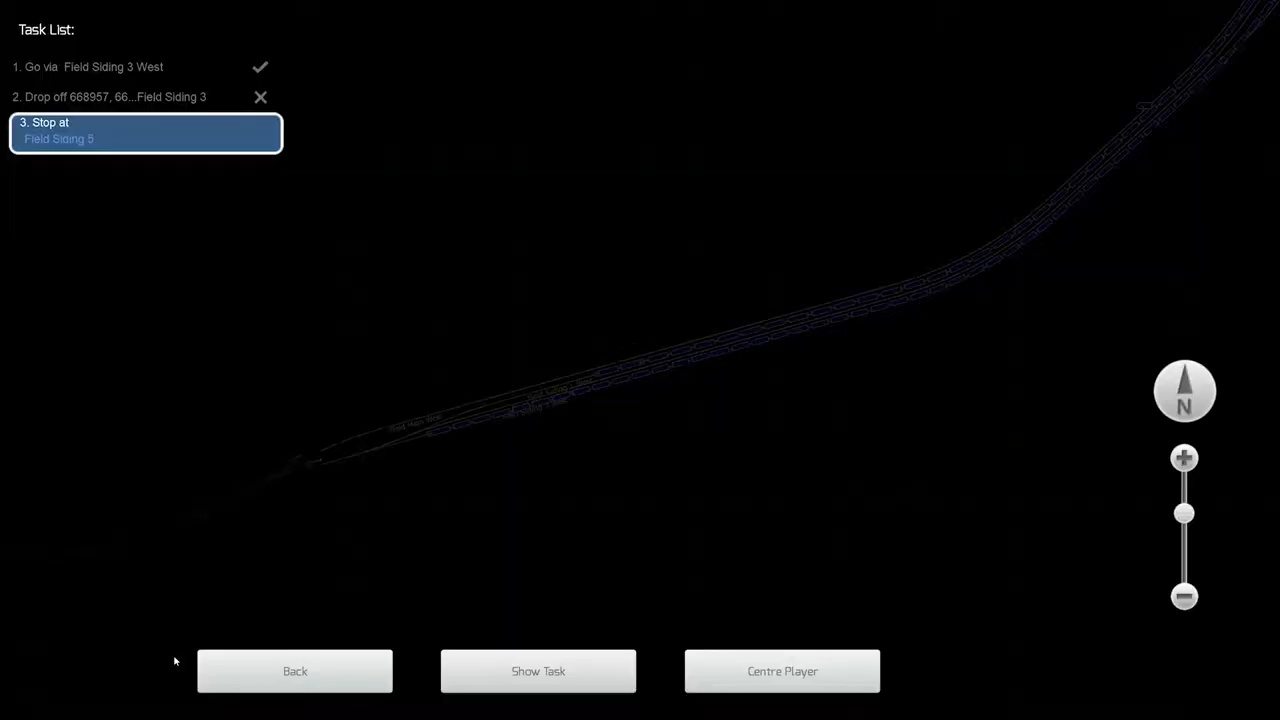 Task List:
1. Go via  Field Siding 3 West
2. Drop off 668957, 66...Field Siding 3
3. Stop at
Field Siding 5
N
Back
Show Task
Centre Player